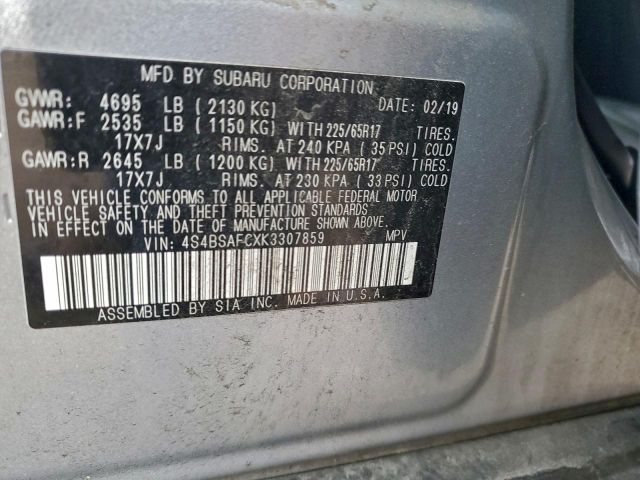 MFD. BY SUBARU CORPORATION
GVWR: 4695 LB ( 2130 KG) DATE: 02/19
GAWR:F 2535 LB ( 1150 KG) WITH 225/65R17 TIRES.
17X7J RIMS. AT 240 KPA ( 35 PSI) COLD
GAWR:R 2645 LB ( 1200 KG) WITH 225/65R17 TIRES.
17X7J RIMS. AT 230 KPA ( 33 PSI) COLD
THIS VEHICLE CONFORMS TO ALL APPLICABLE FEDERAL MOTOR
VEHICLE SAFETY AND THEFT PREVENTION STANDARDS
IN EFFECT ON THE DATE OF MANUFACTURE SHOWN ABOVE.
VIN: 4S4BSAFCXK3307859 MPV
ASSEMBLED BY SIA INC. MADE IN U.S.A.